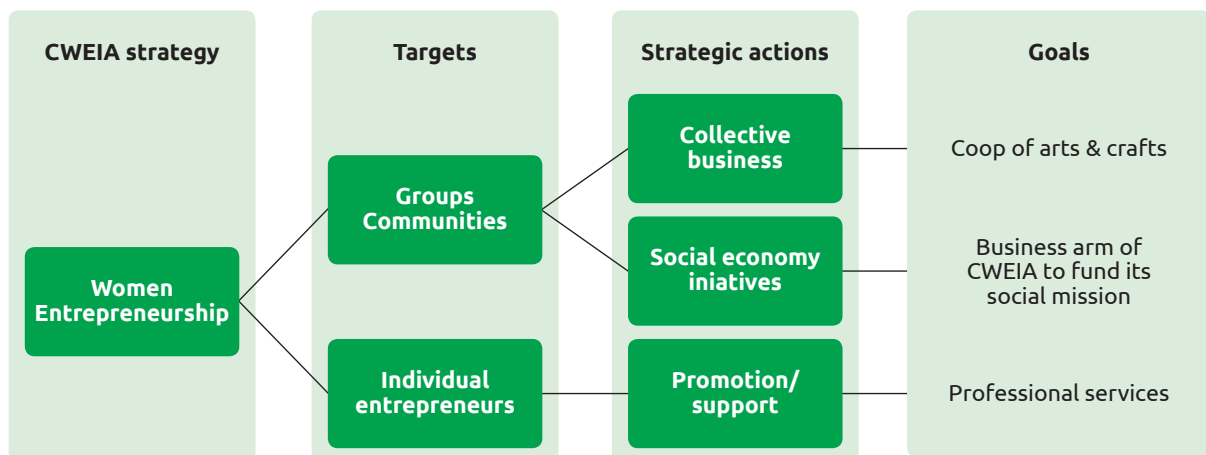 CWEIA strategy
Targets
Strategic actions
Goals
Women
Entrepreneurship
Groups
Communities
Individual
entrepreneurs
Collective
business
Social economy
iniatives
Promotion/
support
Coop of arts & crafts
Business arm of
CWEIA to fund its
social mission
Professional services